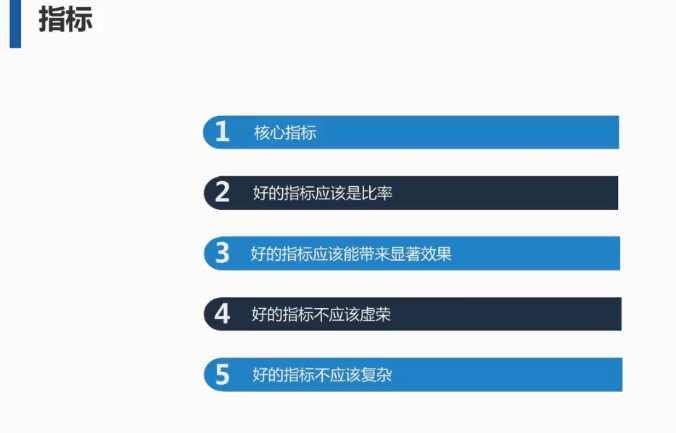 指标
1 核心指标
2 好的指标应该是比率
3 好的指标应该能带来显著效果
4 好的指标不应该虚荣
5 好的指标不应该复杂